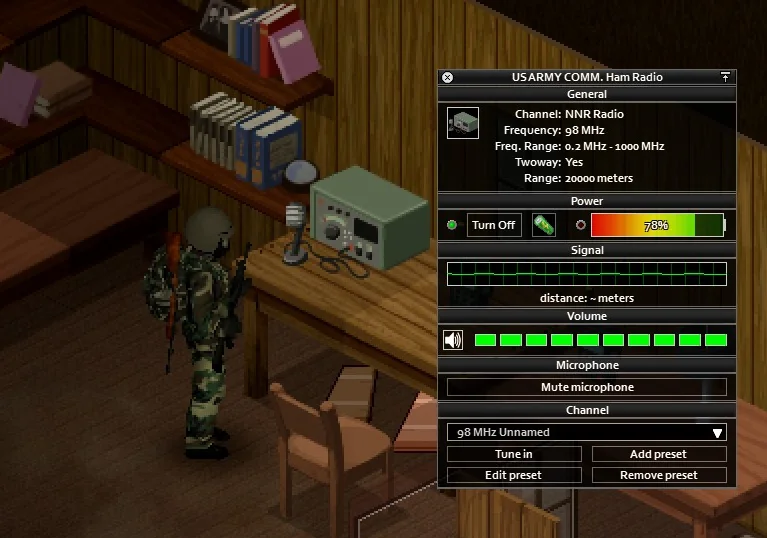 US ARMY COMM. Ham Radio
General
Channel: NNR Radio
Frequency: 98 MHz
Freq. Range: 0.2 MHz - 1000 MHz
Twoway: Yes
Range: 20000 meters
Power
Turn Off
78%
Signal
distance: ~ meters
Volume
Microphone
Mute microphone
Channel
98 MHz Unnamed
Tune in Add preset
Edit preset Remove preset